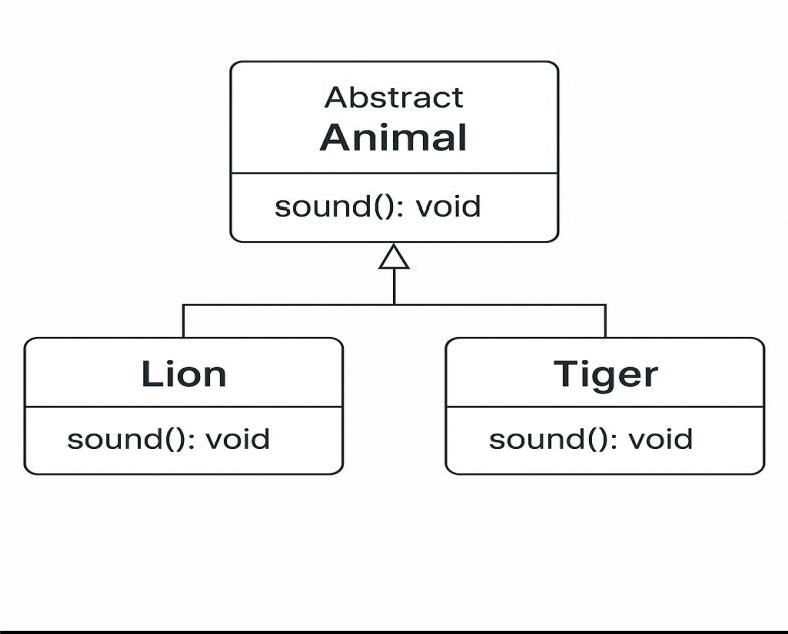 Abstract
Animal
sound(): void
Lion
sound(): void
Tiger
sound(): void